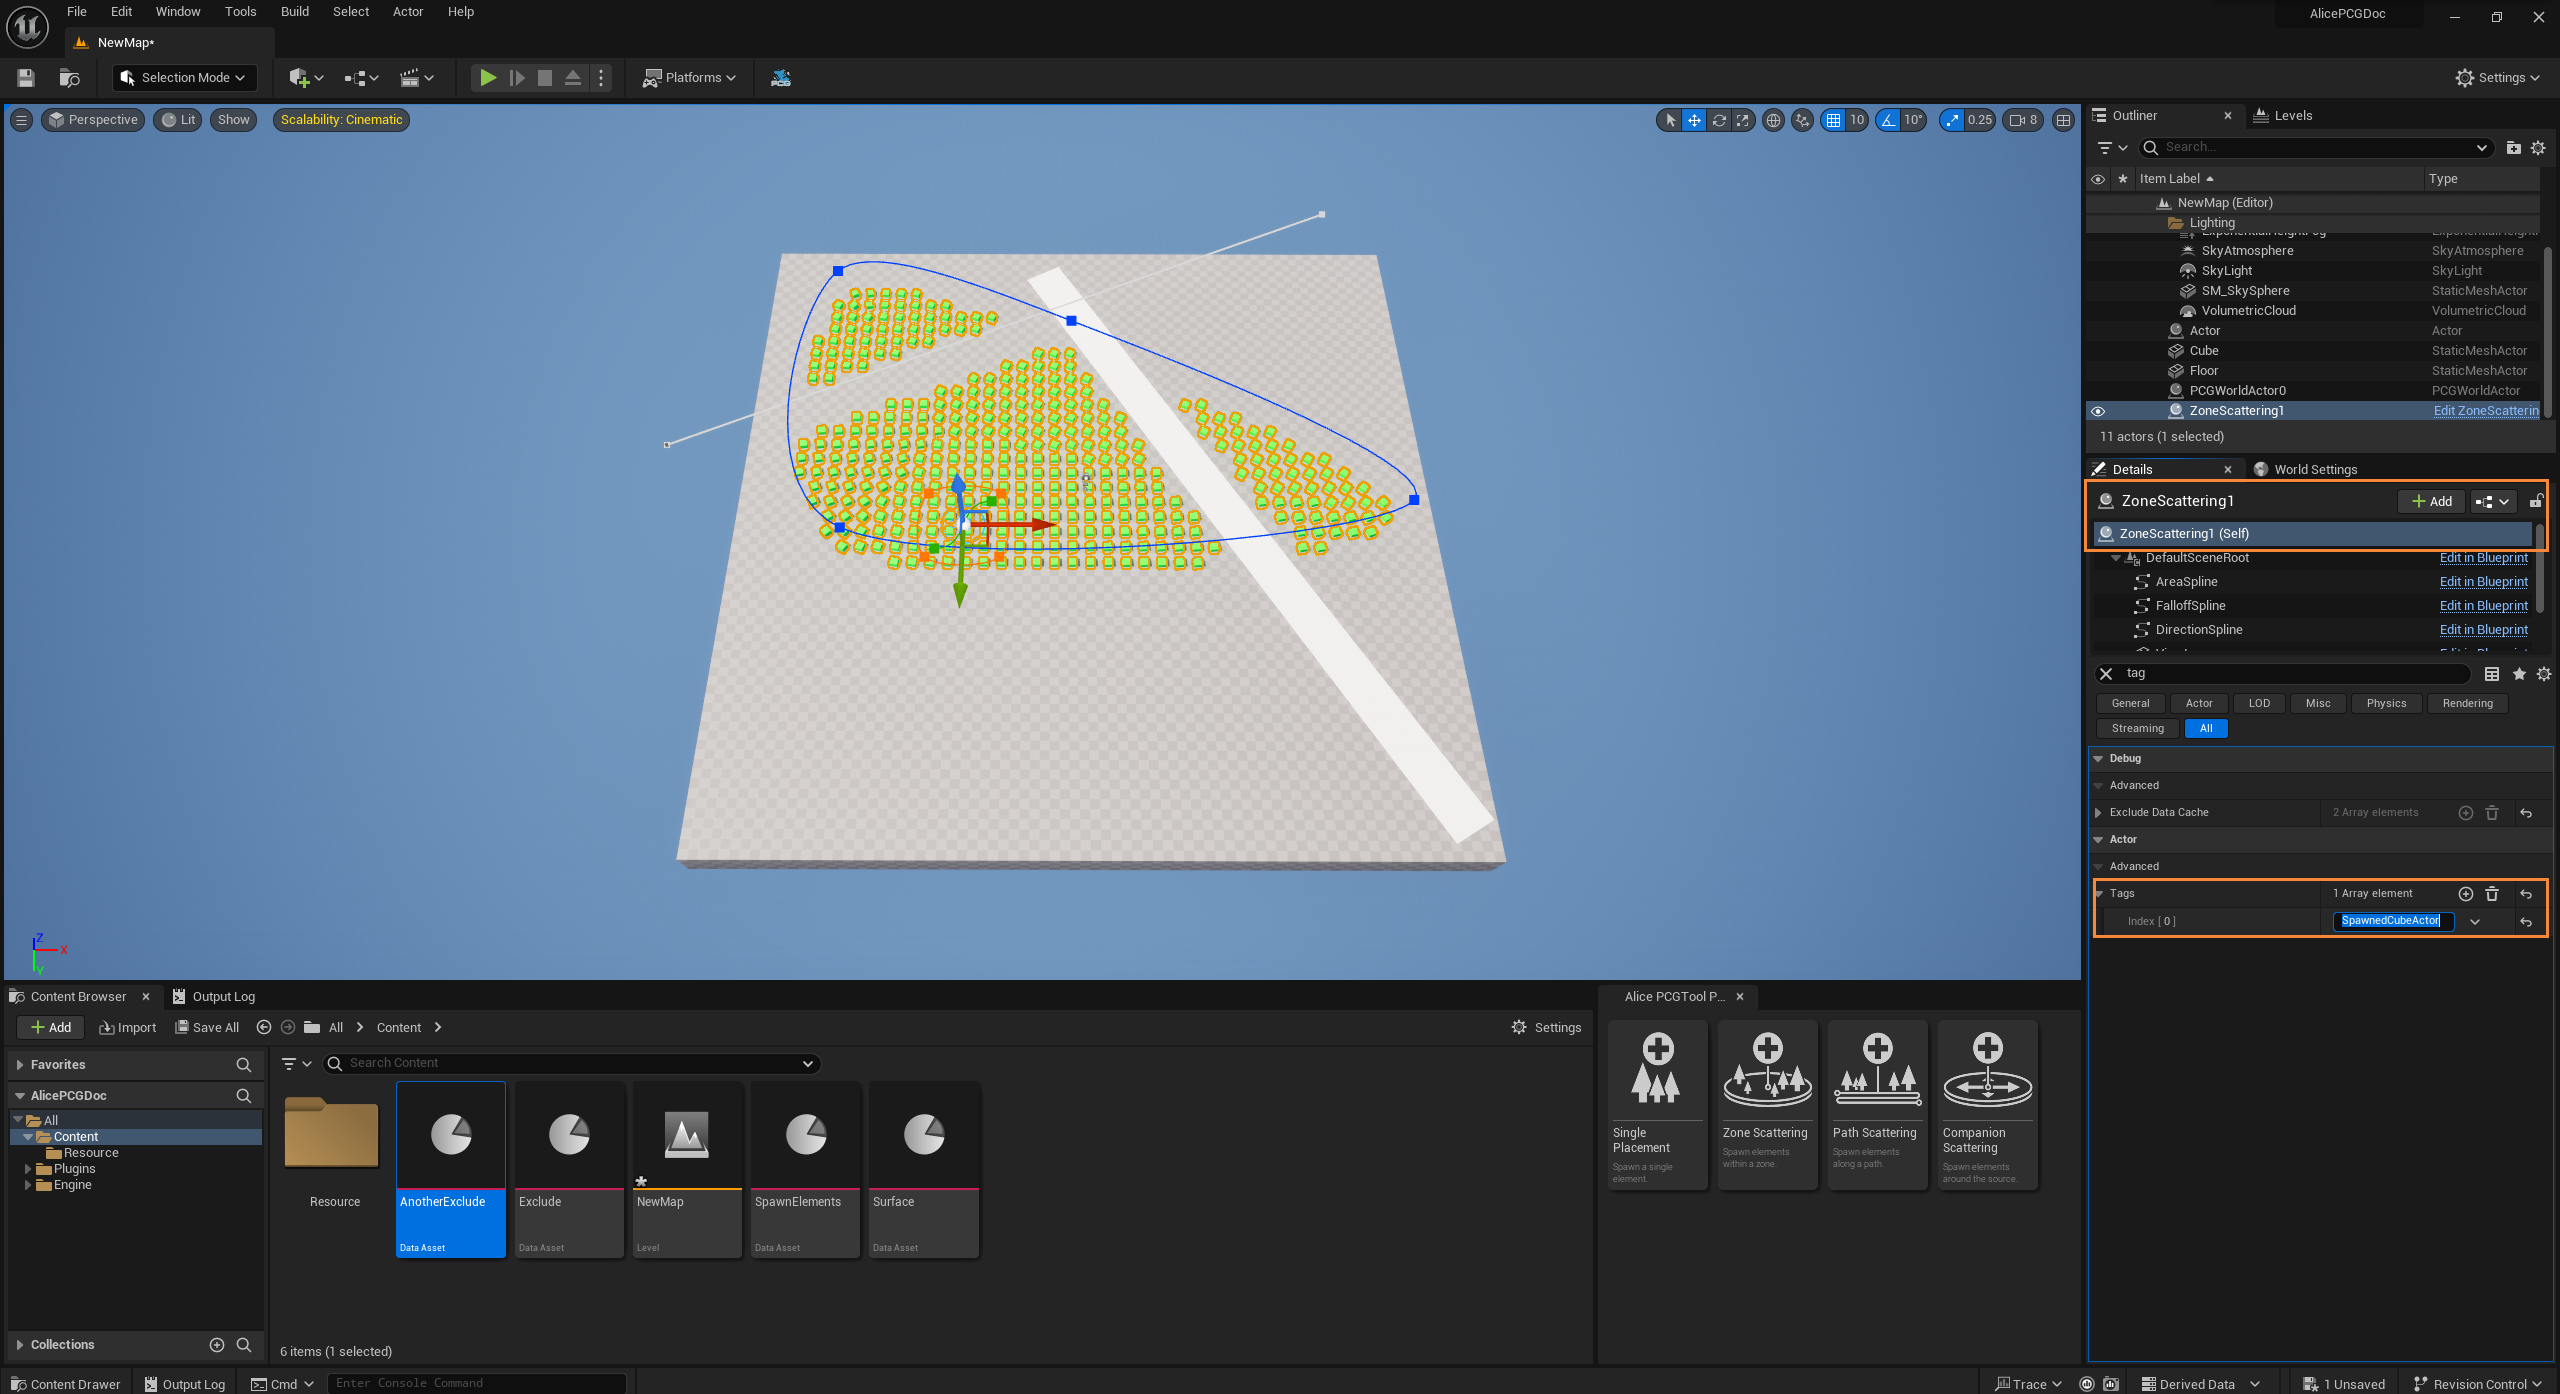 File Edit Window Tools Build Select Actor Help
AlicePCGDoc
NewMap*
Selection Mode
Platforms
Settings
Perspective
Lit
Show
Scalability: Cinematic
10
10°
0.25
8
Outliner
Levels
Search...
Item Label
Type
NewMap (Editor)
Lighting
SkyAtmosphere SkyAtmosphere
SkyLight SkyLight
SM_SkySphere StaticMeshActor
VolumetricCloud VolumetricCloud
Actor Actor
Cube StaticMeshActor
Floor StaticMeshActor
PCGWorldActor0 PCGWorldActor
ZoneScattering1 Edit ZoneScatterin
11 actors (1 selected)
Details
World Settings
ZoneScattering1
Add
ZoneScattering1 (Self)
DefaultSceneRoot Edit in Blueprint
AreaSpline Edit in Blueprint
FalloffSpline Edit in Blueprint
DirectionSpline Edit in Blueprint
tag
General Actor LOD Misc Physics Rendering
Streaming All
Debug
Advanced
Exclude Data Cache 2 Array elements
Actor
Advanced
Tags 1 Array element
Index [ 0 ] SpawnedCubeActor
Z
X
Y
Content Browser
Output Log
Add
Import
Save All
All
Content
Settings
Favorites
Search Content
AlicePCGDoc
All
Content
Resource
Plugins
Engine
Collections
Resource
AnotherExclude
Data Asset
Exclude
Data Asset
NewMap
Level
SpawnElements
Data Asset
Surface
Data Asset
6 items (1 selected)
Alice PCGTool P...
Single
Placement
Spawn a single
element.
Zone Scattering
Spawn elements
within a zone.
Path Scattering
Spawn elements
along a path.
Companion
Scattering
Spawn elements
around the source.
Content Drawer
Output Log
Cmd
Enter Console Command
Trace
Derived Data
1 Unsaved
Revision Control